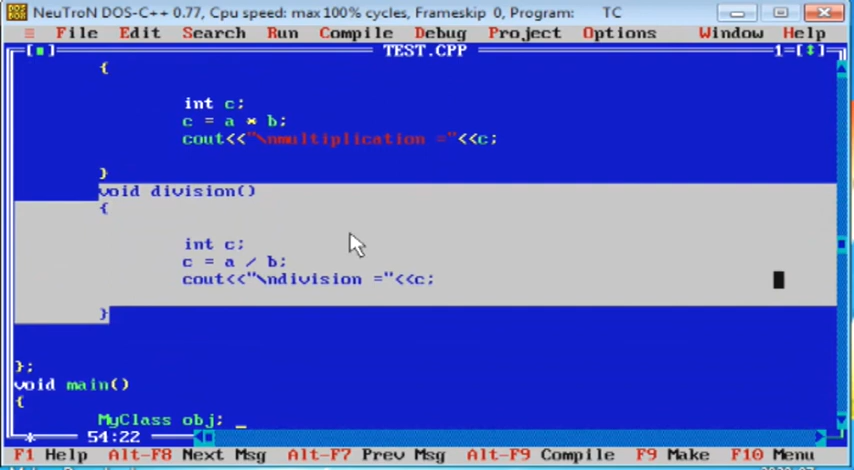 NeuTroN DOS-C++ 0.77, Cpu speed: max 100% cycles, Frameskip 0, Program: TC
≡ File Edit Search Run Compile Debug Project Options Window Help
[■] TEST.CPP 1=[↕]
{
int c;
c = a * b;
cout<<"\nmultiplication ="<<c;
}
void division()
{
int c;
c = a / b;
cout<<"\ndivision ="<<c;
}
};
void main()
{
MyClass obj; _
* 54:22
F1 Help Alt-F8 Next Msg Alt-F7 Prev Msg Alt-F9 Compile F9 Make F10 Menu